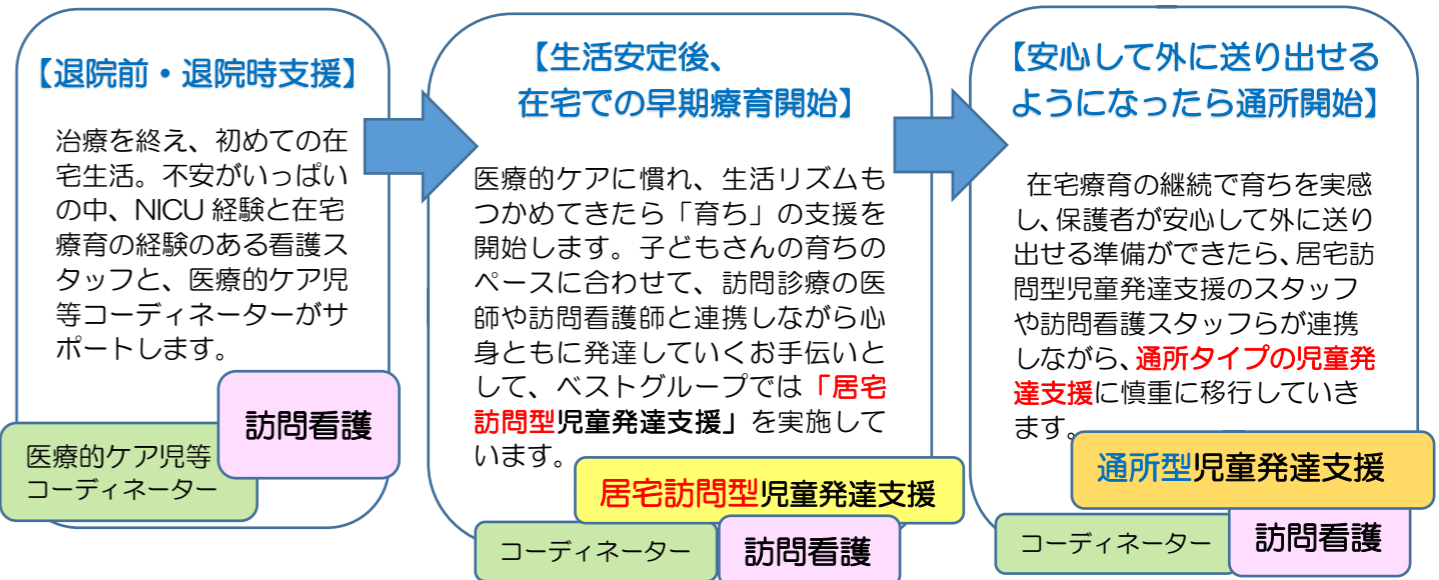 【退院前・退院時支援】
治療を終え、初めての在
宅生活。不安がいっぱい
の中、NICU 経験と在宅
療育の経験のある看護ス
タッフと、医療的ケア児
等コーディネーターがサ
ポートします。
訪問看護
医療的ケア児等
コーディネーター
【生活安定後、
在宅での早期療育開始】
医療的ケアに慣れ、生活リズムも
つかめてきたら「育ち」の支援を
開始します。子どもさんの育ちの
ペースに合わせて、訪問診療の医
師や訪問看護師と連携しながら心
身ともに発達していくお手伝いと
して、ベストグループでは「居宅
訪問型児童発達支援」を実施して
います。
居宅訪問型児童発達支援
コーディネーター
訪問看護
【安心して外に送り出せる
ようになったら通所開始】
在宅療育の継続で育ちを実感
し、保護者が安心して外に送り
出せる準備ができたら、居宅訪
問型児童発達支援のスタッフ
や訪問看護スタッフらが連携
しながら、通所タイプの児童発
達支援に慎重に移行していき
ます。
通所型児童発達支援
コーディネーター
訪問看護